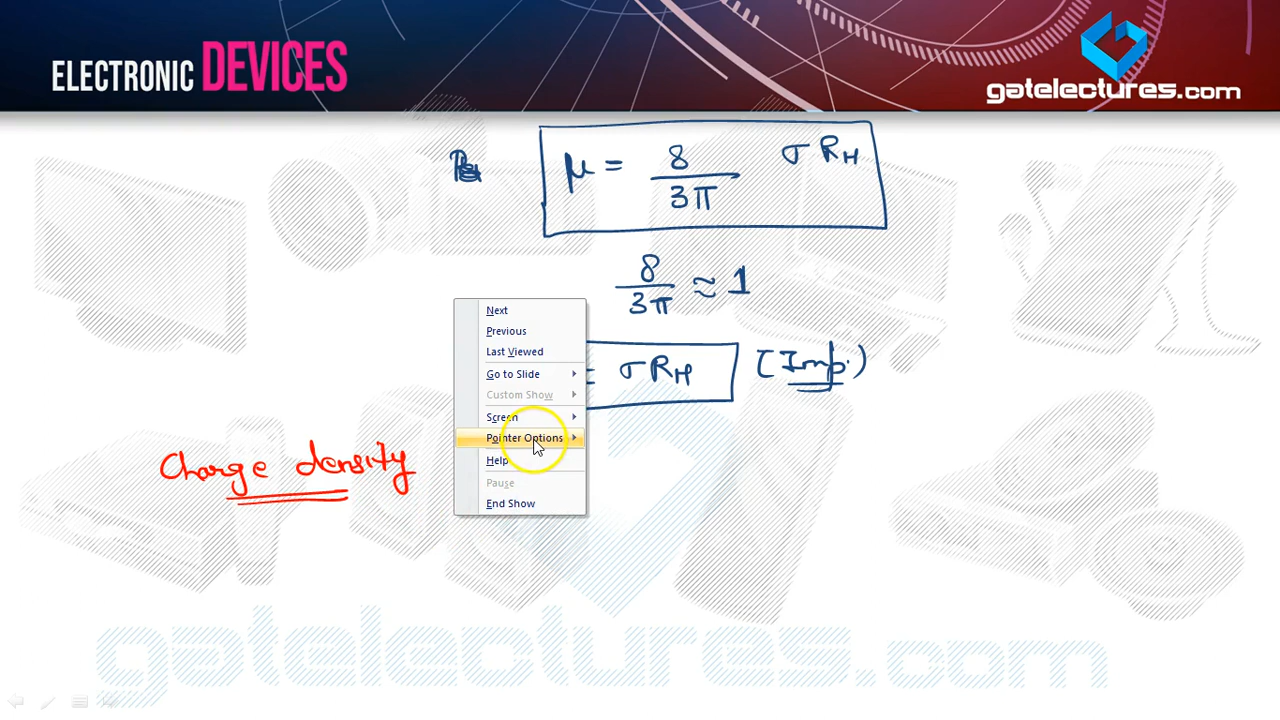 ELECTRONIC DEVICES
gatelectures.com
μ = 8/3π σ R_H
8/3π ≈ 1
Next
Previous
Last Viewed
Go to Slide
Custom Show
Screen
Pointer Options
Help
Pause
End Show
= σ R_H (Imp.)
Charge density
gatelectures.com